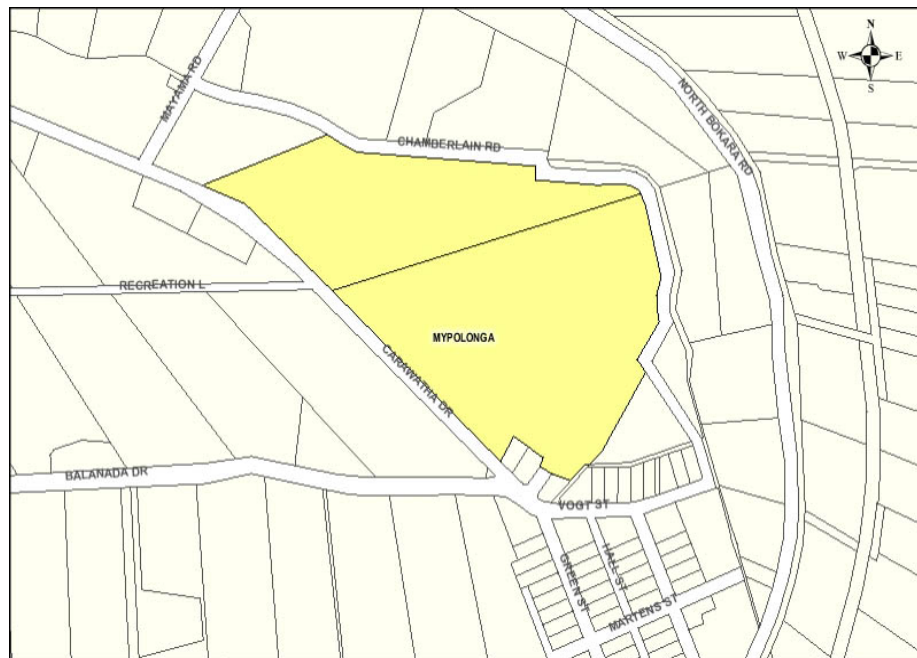 N
W E
S
MAYAMA RD
NORTH BOKARA RD
CHAMBERLAIN RD
RECREATION L
MYPOLONGA
CARAWATHA DR
BALANADA DR
VOGT ST
HALL ST
GREEN ST
MARTENS ST